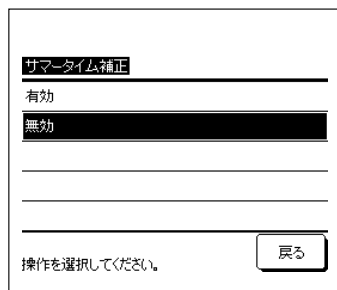 サマータイム補正
有効
無効
戻る
操作を選択してください。